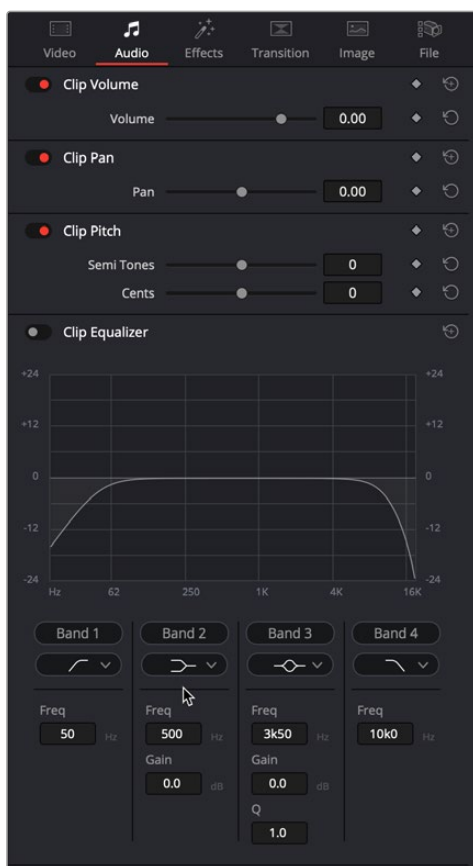 Video Audio Effects Transition Image File
Clip Volume
Volume 0.00
Clip Pan
Pan 0.00
Clip Pitch
Semi Tones 0
Cents 0
Clip Equalizer
+24 +24
+12 +12
0 0
-12 -12
-24 -24
Hz 62 250 1K 4K 16K
Band 1 Band 2 Band 3 Band 4
Freq Freq Freq Freq
50 Hz 500 Hz 3k50 Hz 10k0 Hz
Gain Gain
0.0 dB 0.0 dB
Q
1.0